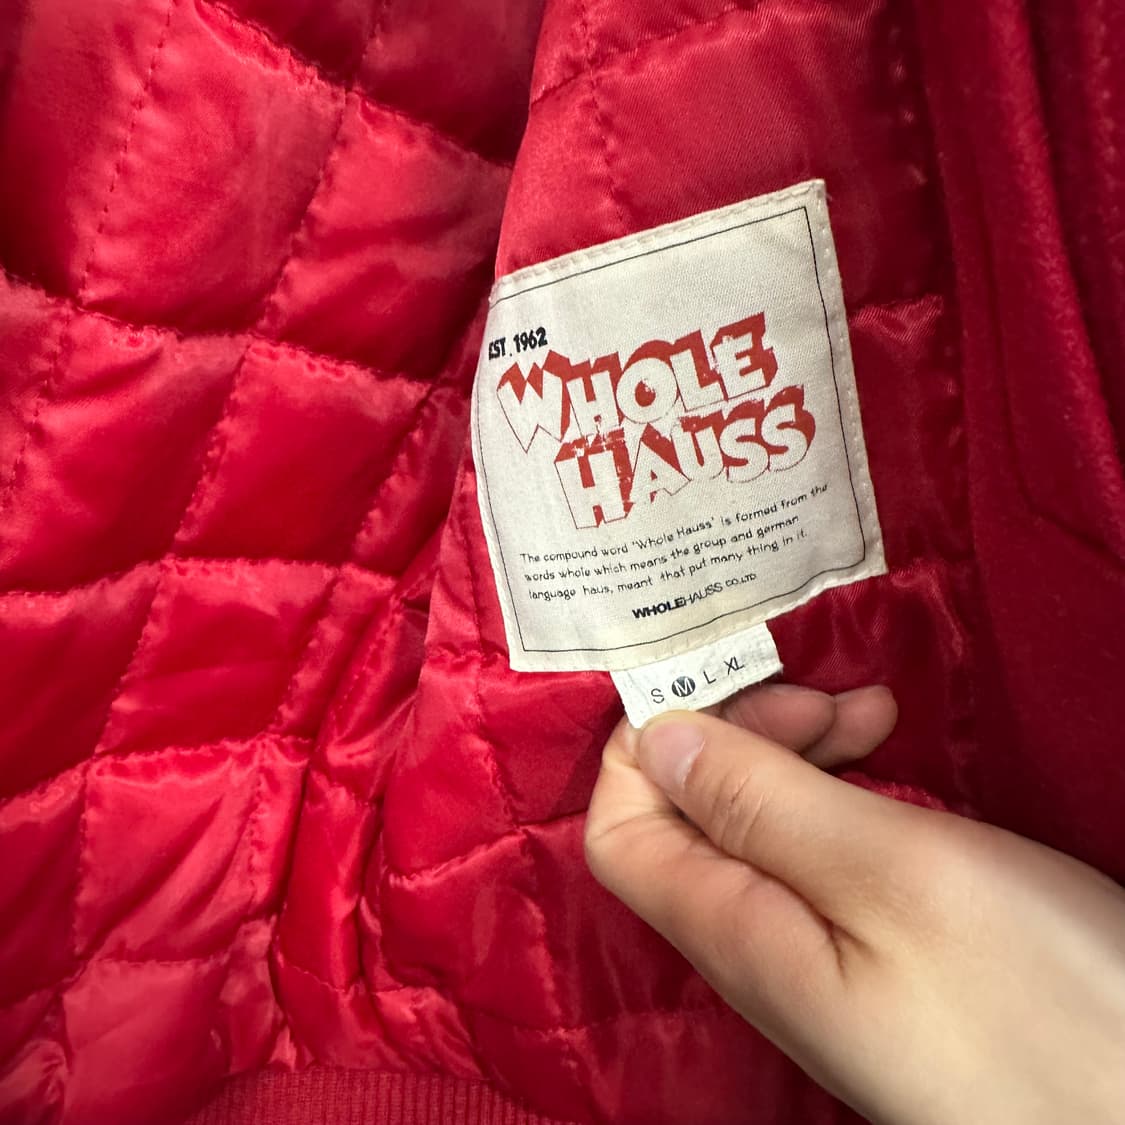 EST. 1962
WHOLE
HAUSS
The compound word "Whole Hauss' is formed from the
words whole which means the group and german
language haus, meant that put many thing in it.
WHOLEHAUSS CO.,LTD
S M L XL